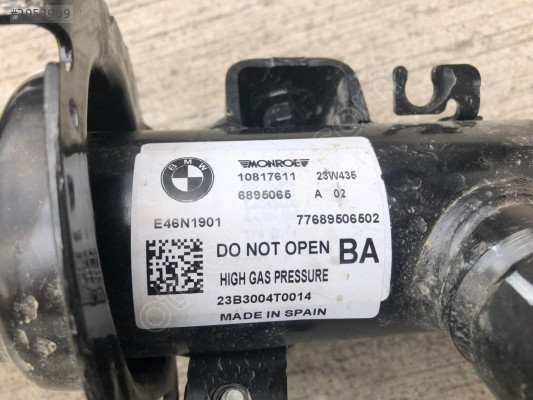 BMW
MONROE
10817611 23W435
6895065 A 02
E46N1901 77689506502
DO NOT OPEN BA
HIGH GAS PRESSURE
23B3004T0014
MADE IN SPAIN